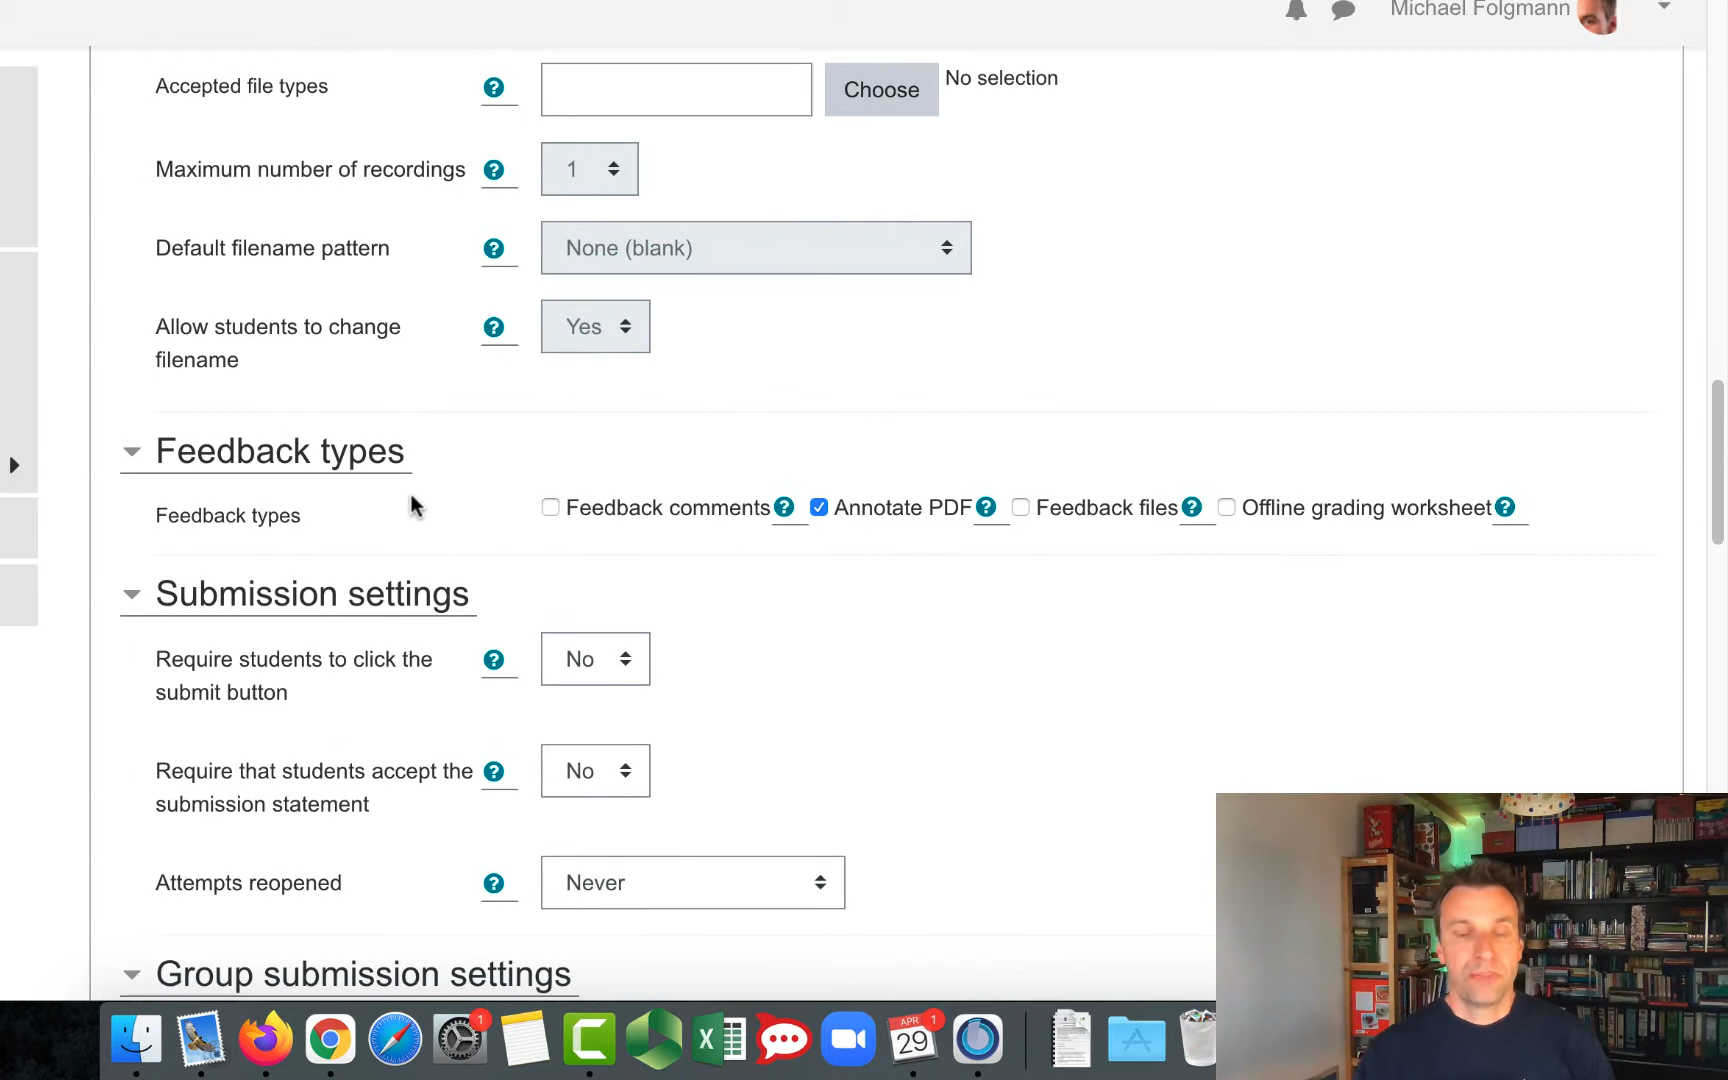 Michael Folgmann
Accepted file types
Choose
No selection
Maximum number of recordings
1
Default filename pattern
None (blank)
Allow students to change
filename
Yes
Feedback types
Feedback types
Feedback comments
Annotate PDF
Feedback files
Offline grading worksheet
Submission settings
Require students to click the
submit button
No
Require that students accept the
submission statement
No
Attempts reopened
Never
Group submission settings
1
APR
1
29